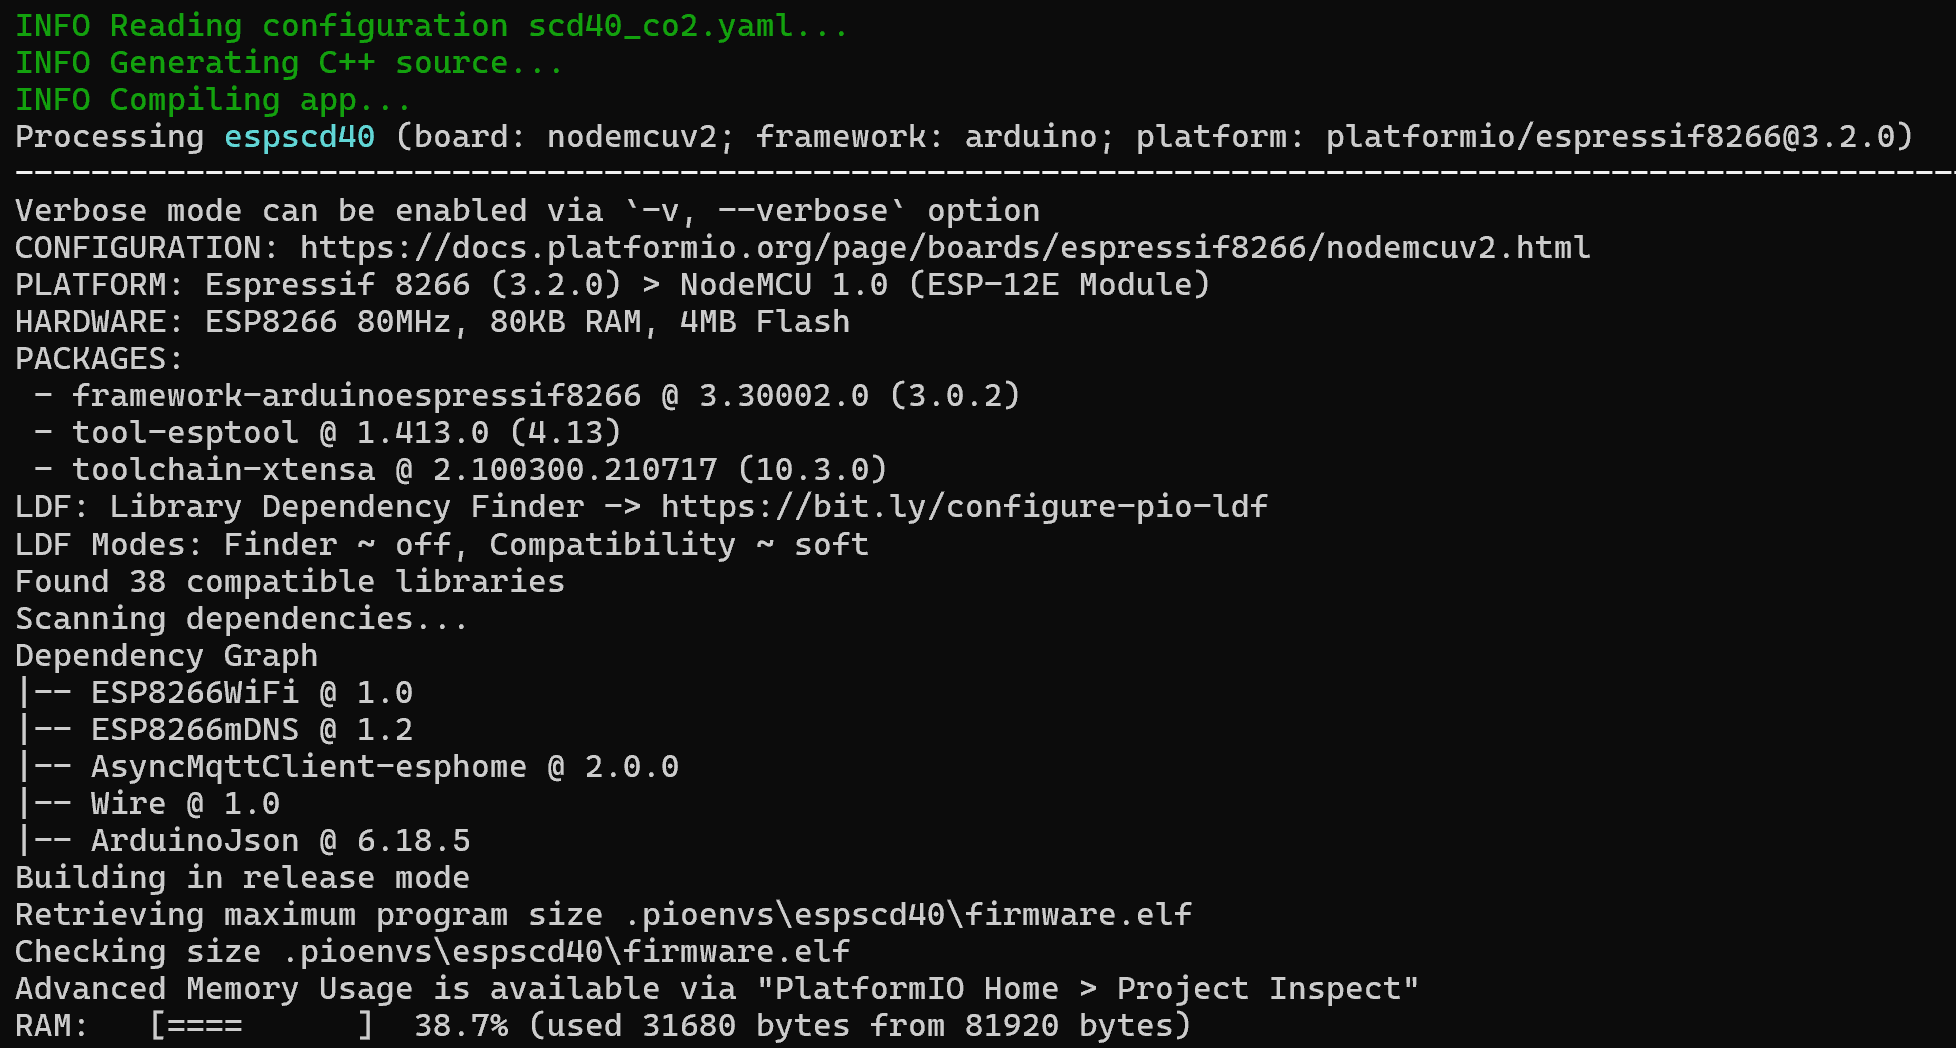 INFO Reading configuration scd40_co2.yaml...
INFO Generating C++ source...
INFO Compiling app...
Processing espscd40 (board: nodemcuv2; framework: arduino; platform: platformio/espressif8266@3.2.0)
--------------------------------------------------------------------------------------------------------
Verbose mode can be enabled via `-v, --verbose` option
CONFIGURATION: https://docs.platformio.org/page/boards/espressif8266/nodemcuv2.html
PLATFORM: Espressif 8266 (3.2.0) > NodeMCU 1.0 (ESP-12E Module)
HARDWARE: ESP8266 80MHz, 80KB RAM, 4MB Flash
PACKAGES:
 - framework-arduinoespressif8266 @ 3.30002.0 (3.0.2)
 - tool-esptool @ 1.413.0 (4.13)
 - toolchain-xtensa @ 2.100300.210717 (10.3.0)
LDF: Library Dependency Finder -> https://bit.ly/configure-pio-ldf
LDF Modes: Finder ~ off, Compatibility ~ soft
Found 38 compatible libraries
Scanning dependencies...
Dependency Graph
|-- ESP8266WiFi @ 1.0
|-- ESP8266mDNS @ 1.2
|-- AsyncMqttClient-esphome @ 2.0.0
|-- Wire @ 1.0
|-- ArduinoJson @ 6.18.5
Building in release mode
Retrieving maximum program size .pioenvs\espscd40\firmware.elf
Checking size .pioenvs\espscd40\firmware.elf
Advanced Memory Usage is available via "PlatformIO Home > Project Inspect"
RAM:   [====      ]  38.7% (used 31680 bytes from 81920 bytes)